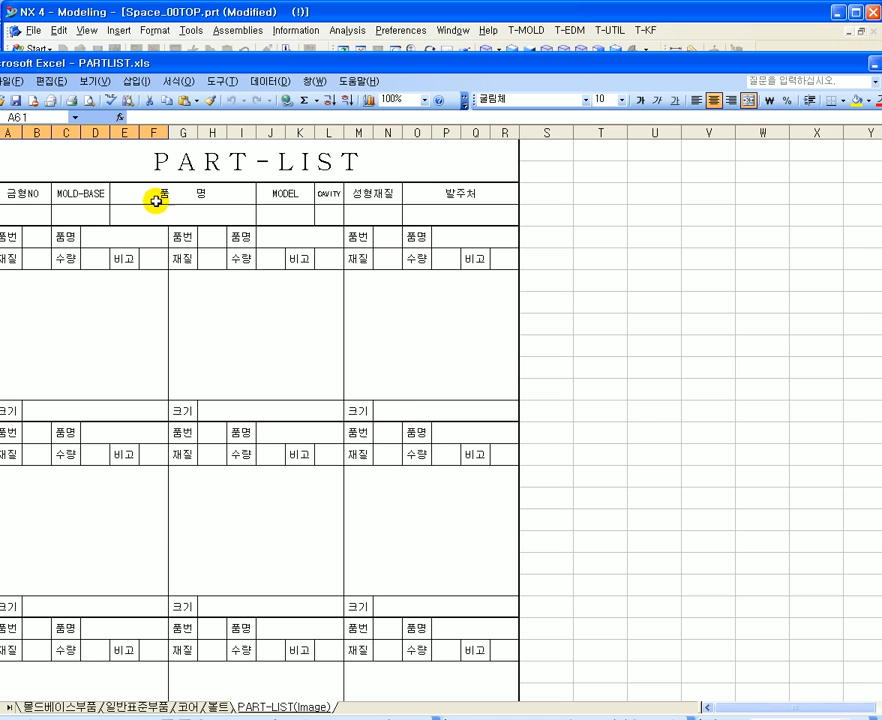 NX 4 - Modeling - [Space_00TOP.prt (Modified) (!)]
File Edit View Insert Format Tools Assemblies Information Analysis Preferences Window Help T-MOLD T-EDM T-UTIL T-KF
Start
rosoft Excel - PARTLIST.xls
일(F) 편집(E) 보기(V) 삽입(I) 서식(O) 도구(T) 데이터(D) 창(W) 도움말(H) 질문을 입력하십시오.
100% 굴림체 10 가 가 가 ₩ %
A61 fx
A B C D E F G H I J K L M N O P Q R S T U V W X Y
PART-LIST
금형NO MOLD-BASE 품 명 MODEL CAVITY 성형재질 발주처
품번 품명 품번 품명 품번 품명
재질 수량 비고 재질 수량 비고 재질 수량 비고
크기 크기 크기
품번 품명 품번 품명 품번 품명
재질 수량 비고 재질 수량 비고 재질 수량 비고
크기 크기 크기
품번 품명 품번 품명 품번 품명
재질 수량 비고 재질 수량 비고 재질 수량 비고
몰드베이스부품 일반표준부품 코어 볼트 PART-LIST(Image)